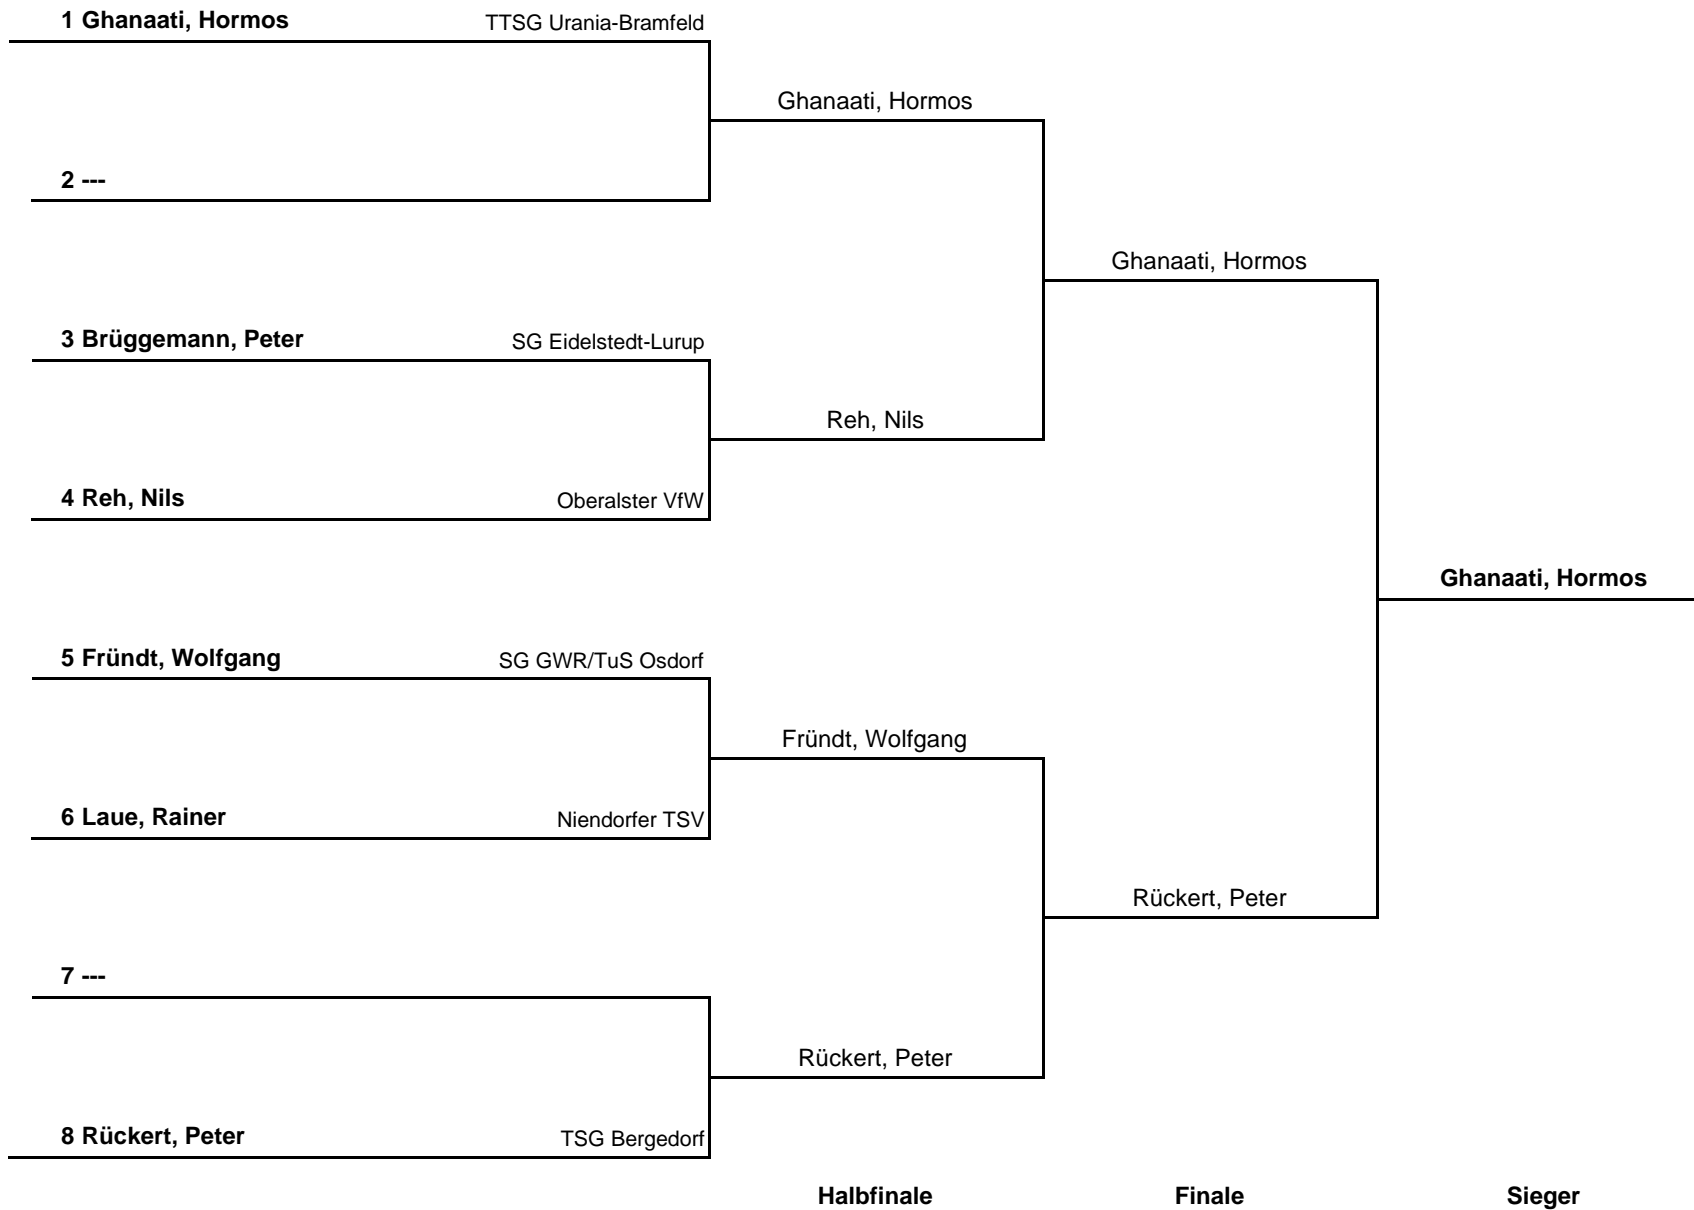 1 Ghanaati, Hormos TTSG Urania-Bramfeld
Ghanaati, Hormos
2 ---
Ghanaati, Hormos
3 Brüggemann, Peter SG Eidelstedt-Lurup
Reh, Nils
4 Reh, Nils Oberalster VfW
Ghanaati, Hormos
5 Fründt, Wolfgang SG GWR/TuS Osdorf
Fründt, Wolfgang
6 Laue, Rainer Niendorfer TSV
Rückert, Peter
7 ---
Rückert, Peter
8 Rückert, Peter TSG Bergedorf
Halbfinale Finale Sieger